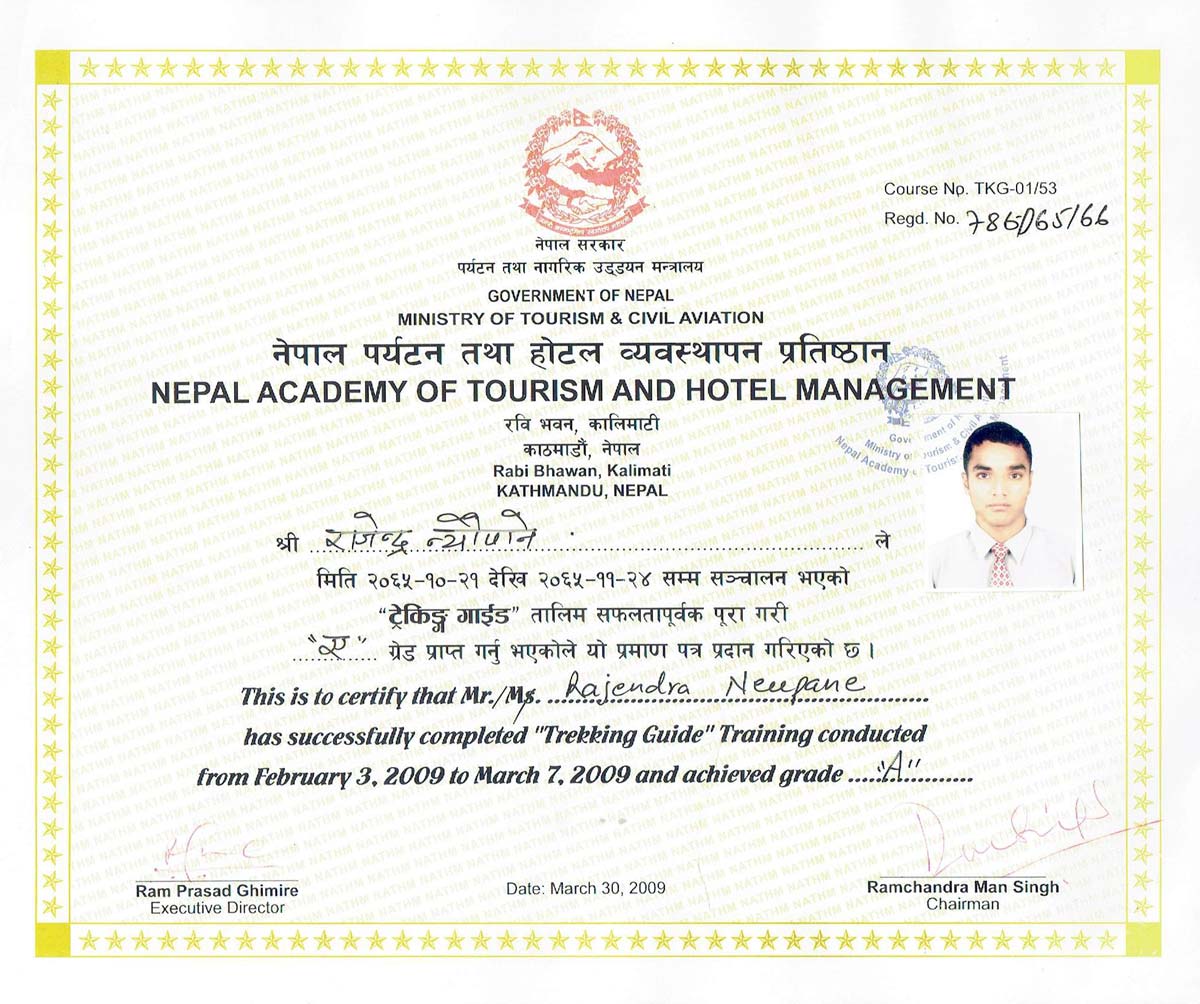 Course No. TKG-01/53
Regd. No. 786/065/66
नेपाल सरकार
पर्यटन तथा नागरिक उड्डयन मन्त्रालय
GOVERNMENT OF NEPAL
MINISTRY OF TOURISM & CIVIL AVIATION
नेपाल पर्यटन तथा होटल व्यवस्थापन प्रतिष्ठान
NEPAL ACADEMY OF TOURISM AND HOTEL MANAGEMENT
रवि भवन, कालिमाटी
काठमाडौं, नेपाल
Rabi Bhawan, Kalimati
KATHMANDU, NEPAL
श्री राजेन्द्र न्यौपाने ले
मिति २०६५-१०-२१ देखि २०६५-११-२४ सम्म सञ्चालन भएको
“ट्रेकिङ्ग गाईड” तालिम सफलतापूर्वक पूरा गरी
"ए" ग्रेड प्राप्त गर्नु भएकोले यो प्रमाण पत्र प्रदान गरिएको छ ।
This is to certify that Mr./Ms. Rajendra Neupane
has successfully completed "Trekking Guide" Training conducted
from February 3, 2009 to March 7, 2009 and achieved grade "A"
Ram Prasad Ghimire
Executive Director
Date: March 30, 2009
Ramchandra Man Singh
Chairman